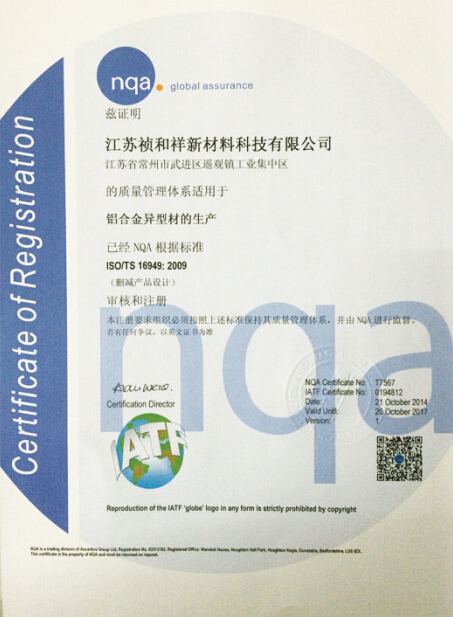 nqa.
global assurance
Certificate of Registration
兹证明
江苏祯和祥新材料科技有限公司
江苏省常州市武进区遥观镇工业集中区
的质量管理体系适用于
铝合金异型材的生产
已经 NQA 根据标准
ISO/TS 16949: 2009
（删减产品设计）
审核和注册
本注册要求组织必须按照上述标准保持其质量管理体系，并由 NQA 进行监督。
若有任何争议，以英文证书为准
nqa
NQA Certificate No: T7567
IATF Certificate No: 0194812
Date: 21 October 2014
Valid Until: 20 October 2017
Version: 1
Certification Director
IATF
Reproduction of the IATF 'globe' logo in any form is strictly prohibited by copyright
NQA is a trading division of Ascertiva Group Ltd, Registration No. 02513162. Registered Office: Warwick House, Houghton Hall Park, Houghton Regis, Dunstable, Bedfordshire, LU5 5ZX.
This certificate is the property of NQA and must be returned on request.